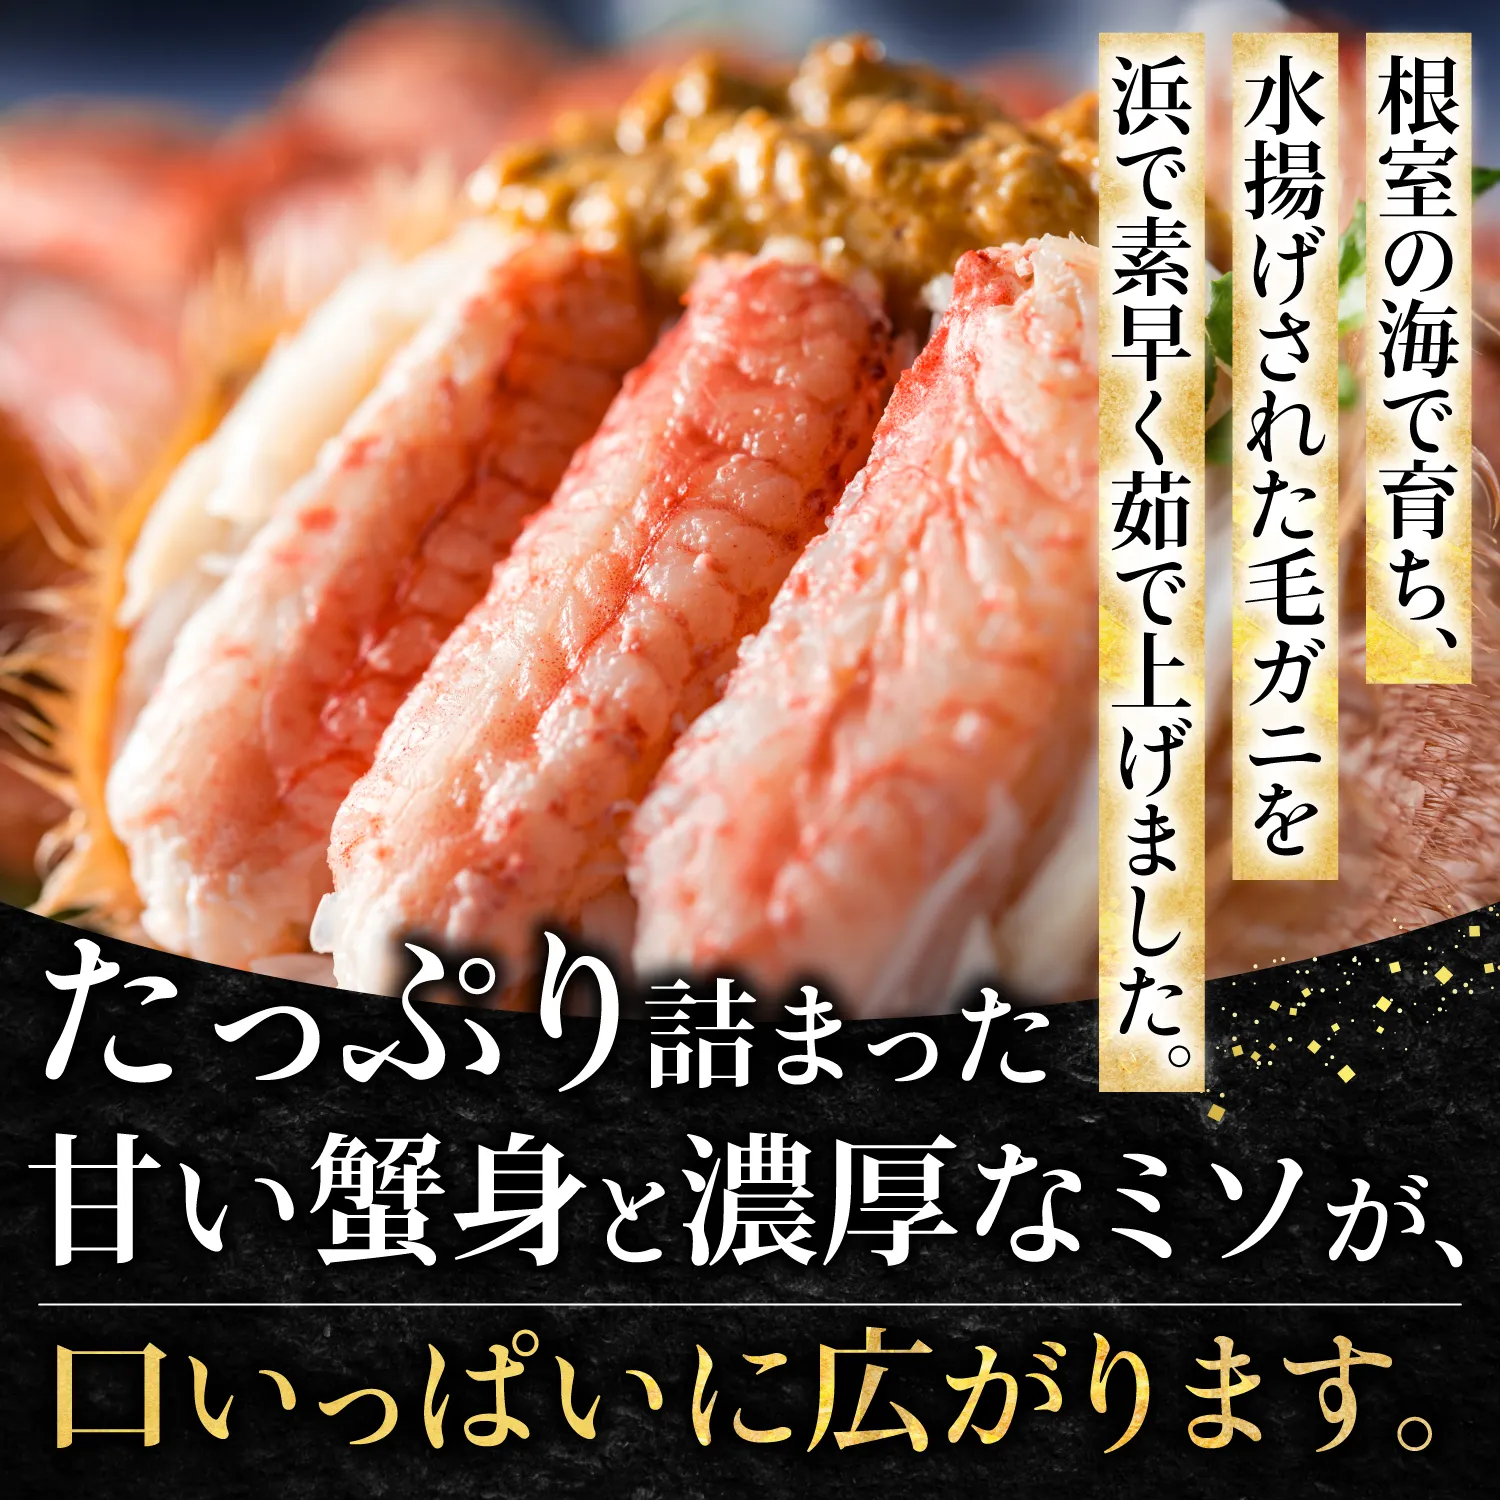 根室の海で育ち、
水揚げされた毛ガニを
浜で素早く茹で上げました。
たっぷり詰まった
甘い蟹身と濃厚なミソが、
口いっぱいに広がります。